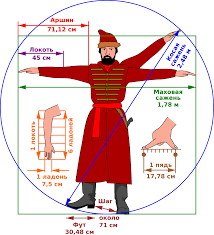 Аршин
71,12 см
Локоть
45 см
Косая
сажень
2,48 м
Маховая
сажень
1,78 м
1 локоть
6 ладоней
1 ладонь
7,5 см
1 пядь
17,78 см
Шаг
около
71 см
Фут
30,48 см